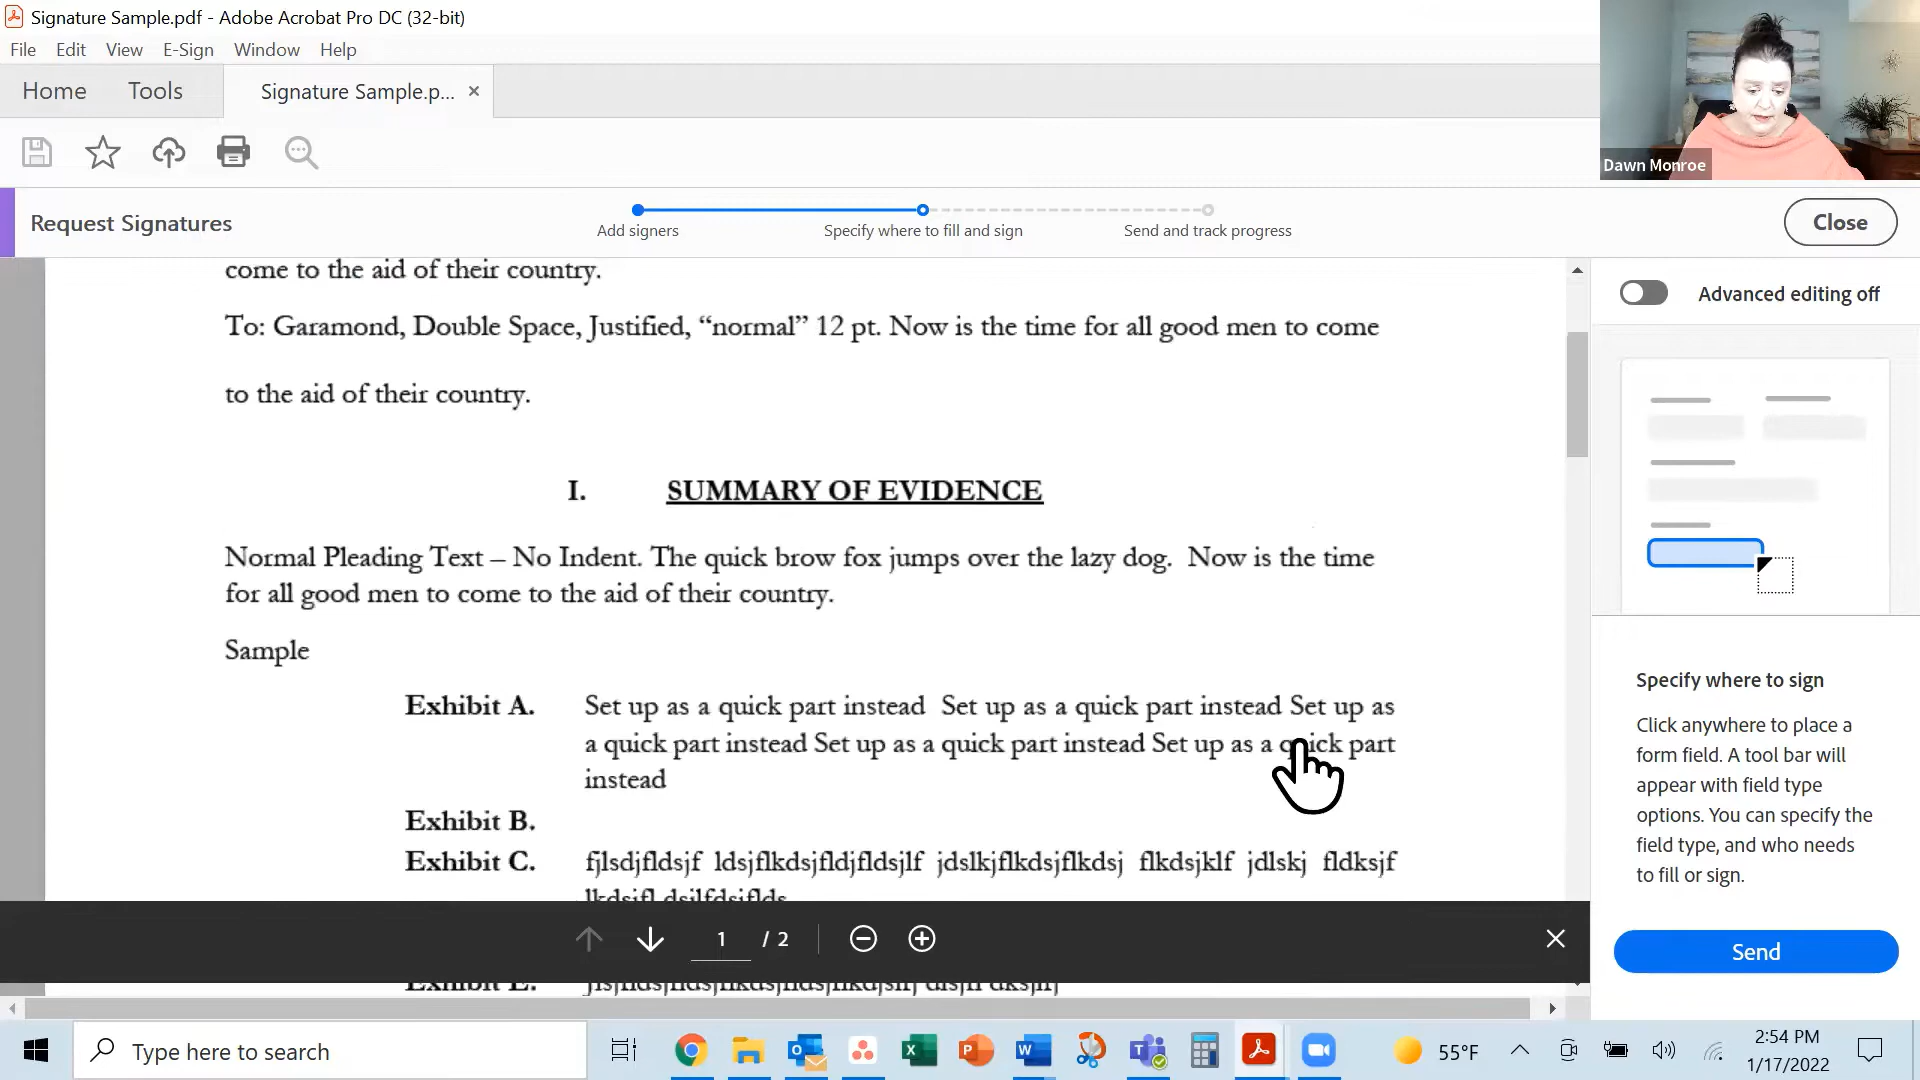 Signature Sample.pdf - Adobe Acrobat Pro DC (32-bit)
File Edit View E-Sign Window Help
Home Tools Signature Sample.p... ×
Dawn Monroe
Request Signatures
Add signers
Specify where to fill and sign
Send and track progress
Close
come to the aid of their country.
To: Garamond, Double Space, Justified, “normal” 12 pt. Now is the time for all good men to come
to the aid of their country.
I. SUMMARY OF EVIDENCE
Normal Pleading Text – No Indent. The quick brow fox jumps over the lazy dog. Now is the time
for all good men to come to the aid of their country.
Sample
Exhibit A. Set up as a quick part instead Set up as a quick part instead Set up as
a quick part instead Set up as a quick part instead Set up as a quick part
instead
Exhibit B.
Exhibit C. fjlsdjfldsjf ldsjflkdsjfldjfldsjlf jdslkjflkdsjflkdsj flkdsjklf jdlskj fldksjf
Exhibit E.
1 / 2
Advanced editing off
Specify where to sign
Click anywhere to place a
form field. A tool bar will
appear with field type
options. You can specify the
field type, and who needs
to fill or sign.
Send
Type here to search
55°F
2:54 PM
1/17/2022